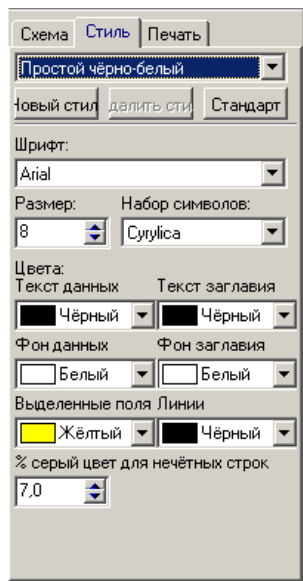 Схема Стиль Печать
Простой чёрно-белый
Новый стил далить сти Стандарт
Шрифт:
Arial
Размер: Набор символов:
8 Cyrylica
Цвета:
Текст данных Текст заглавия
Чёрный Чёрный
Фон данных Фон заглавия
Белый Белый
Выделенные поля Линии
Жёлтый Чёрный
% серый цвет для нечётных строк
7,0